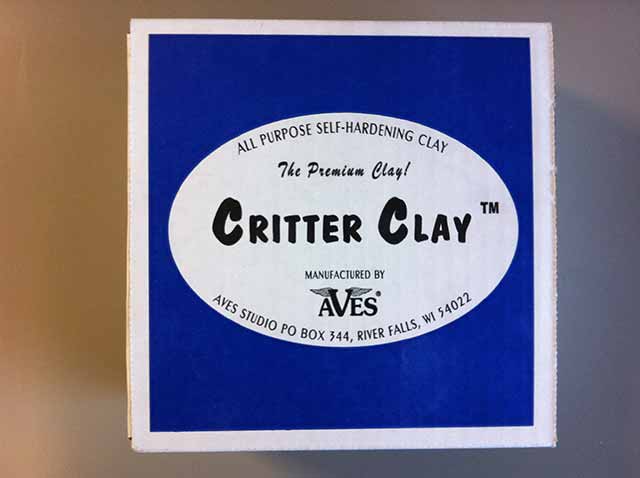 ALL PURPOSE SELF-HARDENING CLAY
The Premium Clay!
CRITTER CLAY™
MANUFACTURED BY
AVES®
AVES STUDIO PO BOX 344, RIVER FALLS, WI 54022